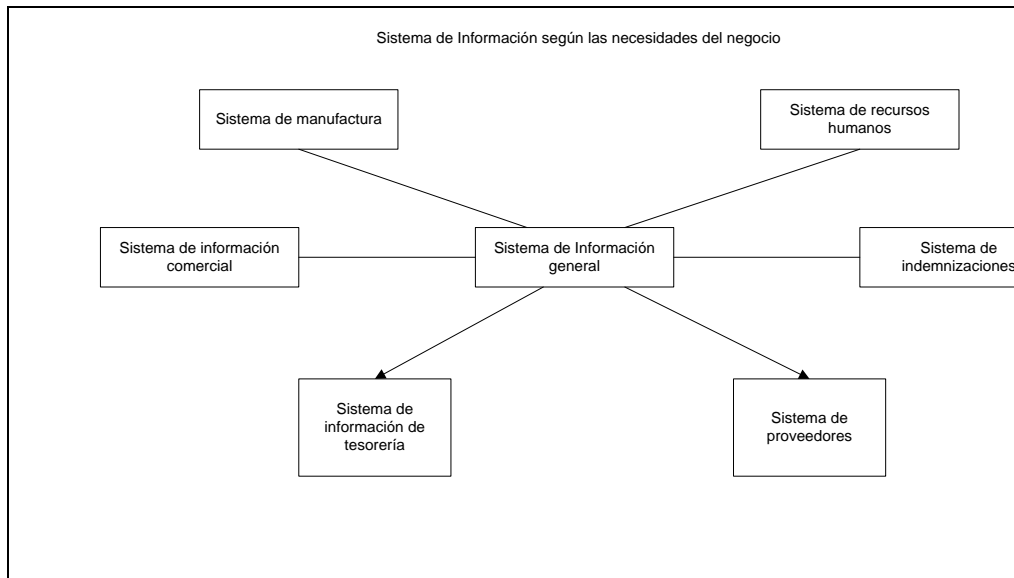 Sistema de Información según las necesidades del negocio
Sistema de manufactura
Sistema de recursos
humanos
Sistema de información
comercial
Sistema de Información
general
Sistema de
indemnizaciones
Sistema de
información de
tesorería
Sistema de
proveedores